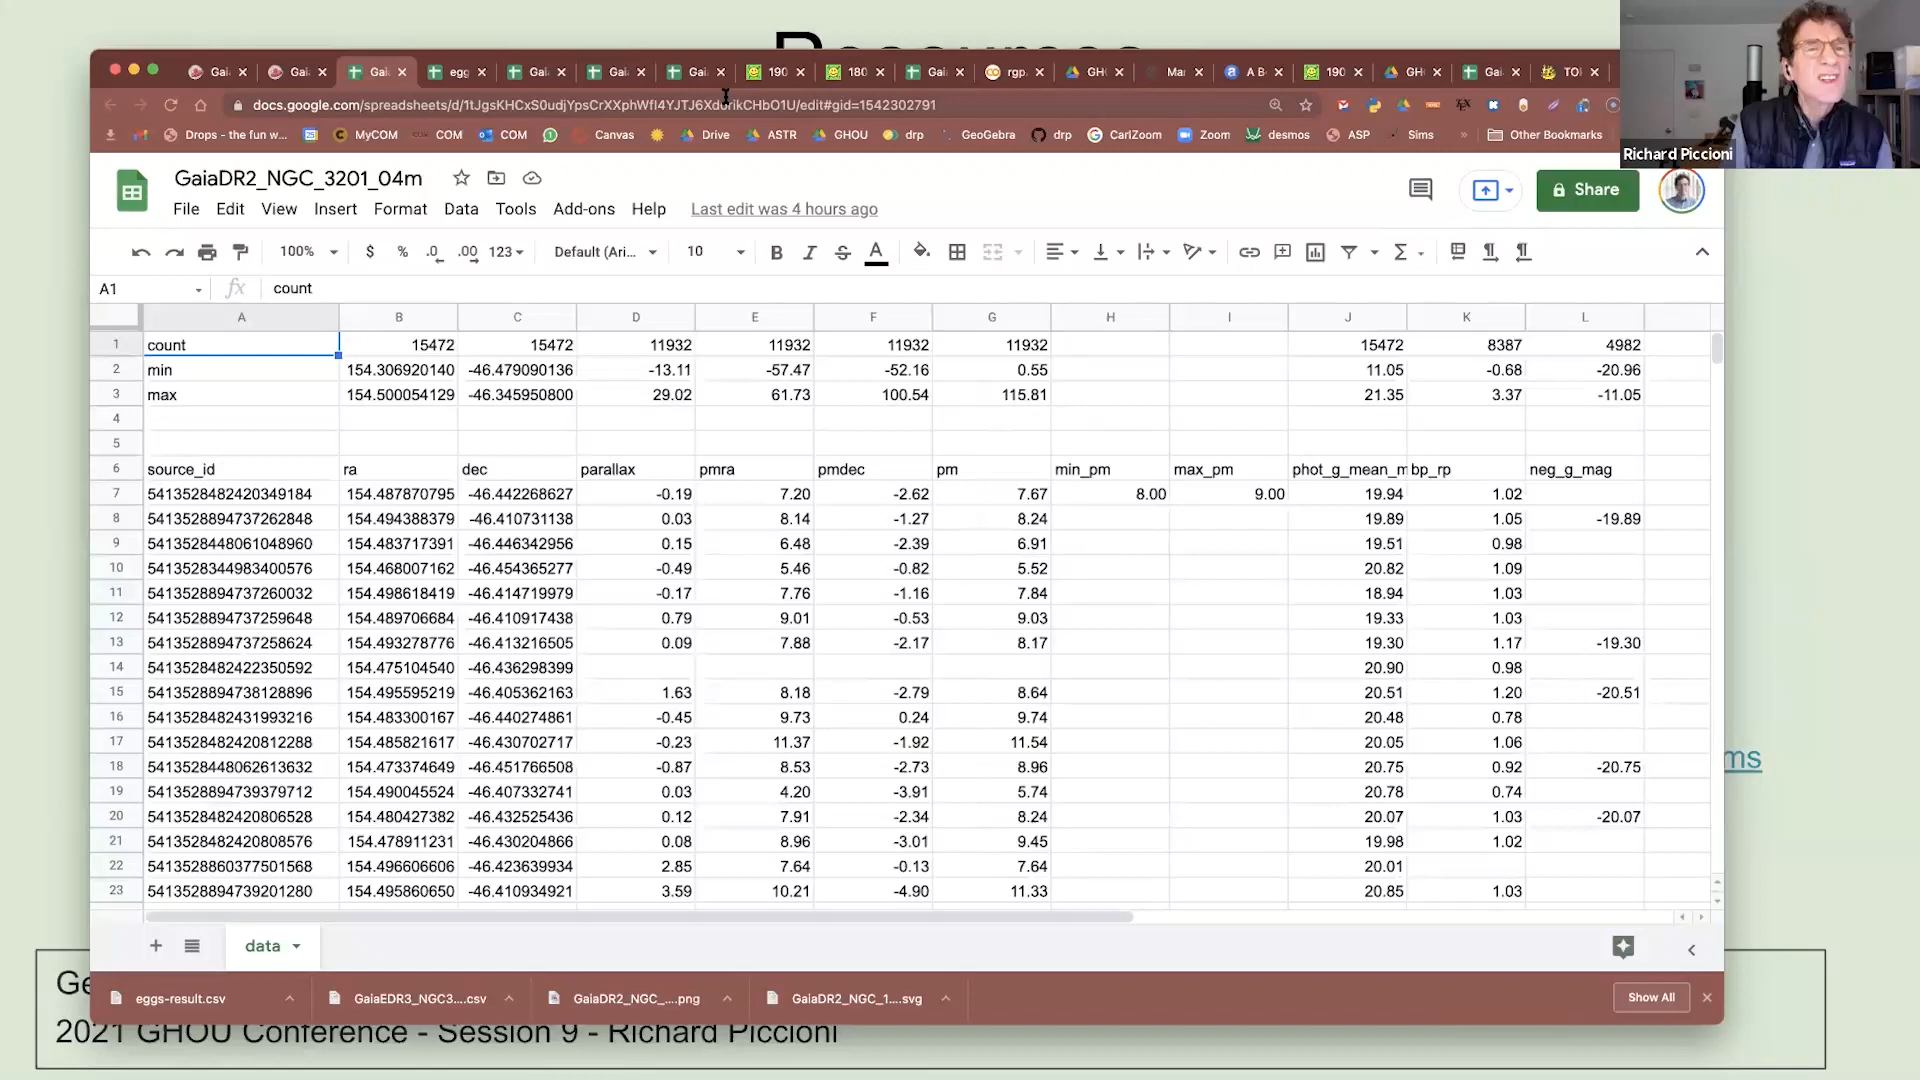 Resources
Gai Gai Gai egg Gai Gai Gai 190 180 Gai rgp. GH Mar A B 190 GH Gai TOI
docs.google.com/spreadsheets/d/
Drops - the fun w... MyCOM COM COM Canvas Drive ASTR GHOU drp GeoGebra drp CarlZoom Zoom desmos ASP Sims » Other Bookmarks
Richard Piccioni
GaiaDR2_NGC_3201_04m
File Edit View Insert Format Data Tools Add-ons Help Last edit was 4 hours ago
Share
100% $ % .0 .00 123 Default (Ari... 10 B I S A
A1 fx count
A B C D E F G H I J K L
1 count 15472 15472 11932 11932 11932 11932 15472 8387 4982
2 min 154.306920140 -46.479090136 -13.11 -57.47 -52.16 0.55 11.05 -0.68 -20.96
3 max 154.500054129 -46.345950800 29.02 61.73 100.54 115.81 21.35 3.37 -11.05
4
5
6 source_id ra dec parallax pmra pmdec pm min_pm max_pm phot_g_mean_m bp_rp neg_g_mag
7 5413528482420349184 154.487870795 -46.442268627 -0.19 7.20 -2.62 7.67 8.00 9.00 19.94 1.02
8 5413528894737262848 154.494388379 -46.410731138 0.03 8.14 -1.27 8.24 19.89 1.05 -19.89
9 5413528448061048960 154.483717391 -46.446342956 0.15 6.48 -2.39 6.91 19.51 0.98
10 5413528344983400576 154.468007162 -46.454365277 -0.49 5.46 -0.82 5.52 20.82 1.09
11 5413528894737260032 154.498618419 -46.414719979 -0.17 7.76 -1.16 7.84 18.94 1.03
12 5413528894737259648 154.489706684 -46.410917438 0.79 9.01 -0.53 9.03 19.33 1.03
13 5413528894737258624 154.493278776 -46.413216505 0.09 7.88 -2.17 8.17 19.30 1.17 -19.30
14 5413528482422350592 154.475104540 -46.436298399 20.90 0.98
15 5413528894738128896 154.495595219 -46.405362163 1.63 8.18 -2.79 8.64 20.51 1.20 -20.51
16 5413528482431993216 154.483300167 -46.440274861 -0.45 9.73 0.24 9.74 20.48 0.78
17 5413528482420812288 154.485821617 -46.430702717 -0.23 11.37 -1.92 11.54 20.05 1.06
18 5413528448062613632 154.473374649 -46.451766508 -0.87 8.53 -2.73 8.96 20.75 0.92 -20.75
19 5413528894739379712 154.490045524 -46.407332741 0.03 4.20 -3.91 5.74 20.78 0.74
20 5413528482420806528 154.480427382 -46.432525436 0.12 7.91 -2.34 8.24 20.07 1.03 -20.07
21 5413528482420808576 154.478911231 -46.430204866 0.08 8.96 -3.01 9.45 19.98 1.02
22 5413528860377501568 154.496606606 -46.423639934 2.85 7.64 -0.13 7.64 20.01
23 5413528894739201280 154.495860650 -46.410934921 3.59 10.21 -4.90 11.33 20.85 1.03
ms
+ data
eggs-result.csv GaiaEDR3_NGC3....csv GaiaDR2_NGC_....png GaiaDR2_NGC_1....svg Show All
Ge
2021 GHOU Conference - Session 9 - Richard Piccioni